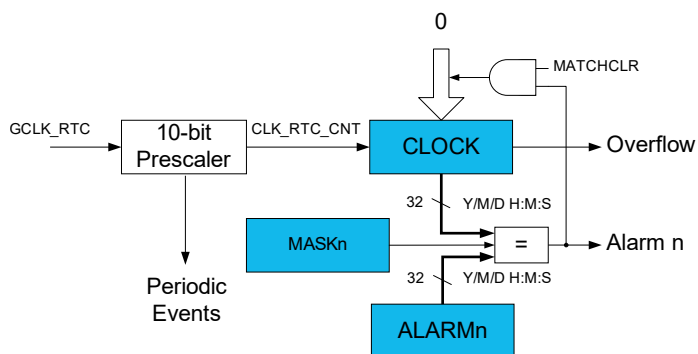 0
MATCHCLR
GCLK_RTC
10-bit
Prescaler
CLK_RTC_CNT
CLOCK
Overflow
32
Y/M/D H:M:S
MASKn
=
Alarm n
32
Y/M/D H:M:S
Periodic
Events
ALARMn